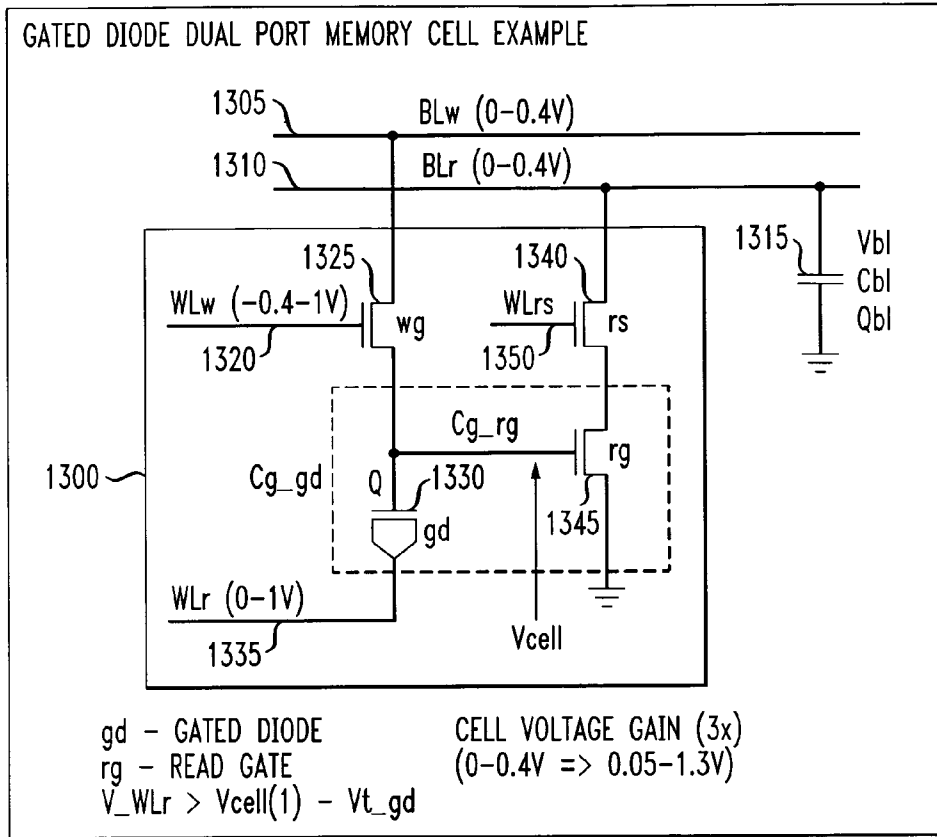 GATED DIODE DUAL PORT MEMORY CELL EXAMPLE
1305
BLw (0-0.4V)
1310
BLr (0-0.4V)
1315
Vbl
Cbl
Qbl
1325
1340
WLw (-0.4-1V)
wg
WLrs
rs
1320
1350
Cg_rg
rg
1300
Cg_gd
Q
1330
1345
gd
WLr (0-1V)
1335
Vcell
gd - GATED DIODE
rg - READ GATE
V_WLr > Vcell(1) - Vt_gd
CELL VOLTAGE GAIN (3x)
(0-0.4V => 0.05-1.3V)